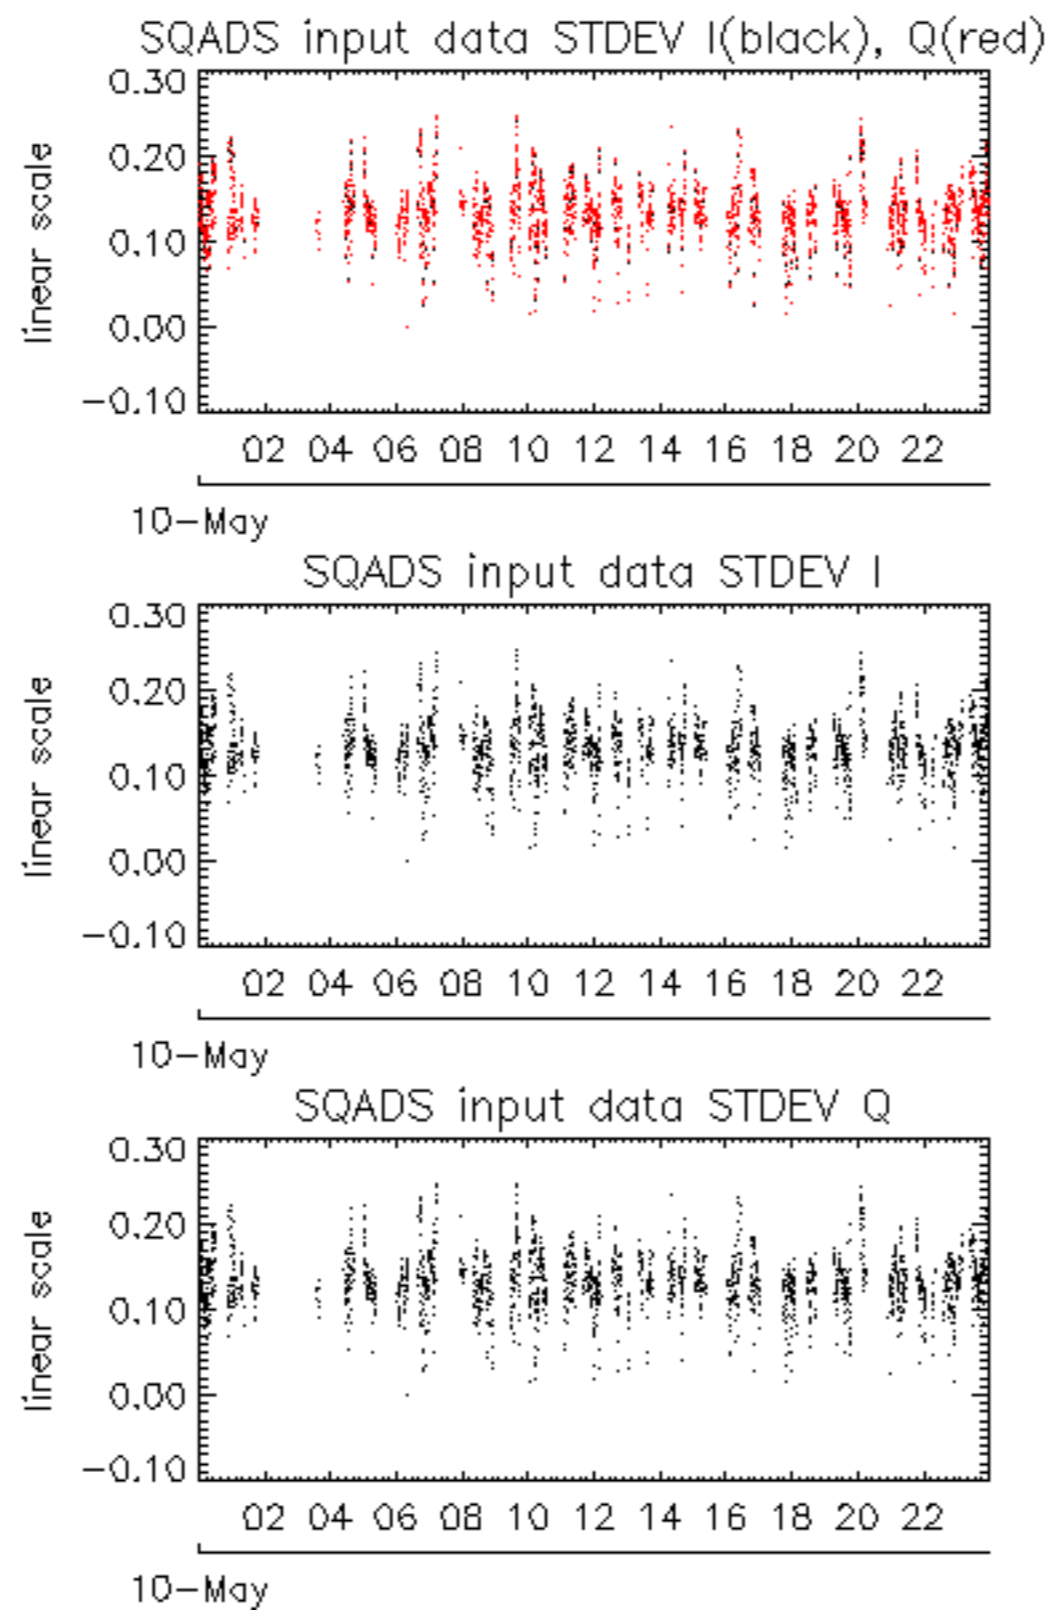 SQADS input data STDEV I(black), Q(red)
0.30
0.20
0.10
0.00
−0.10
linear scale
02 04 06 08 10 12 14 16 18 20 22
10−May
SQADS input data STDEV I
0.30
0.20
0.10
0.00
−0.10
linear scale
02 04 06 08 10 12 14 16 18 20 22
10−May
SQADS input data STDEV Q
0.30
0.20
0.10
0.00
−0.10
linear scale
02 04 06 08 10 12 14 16 18 20 22
10−May